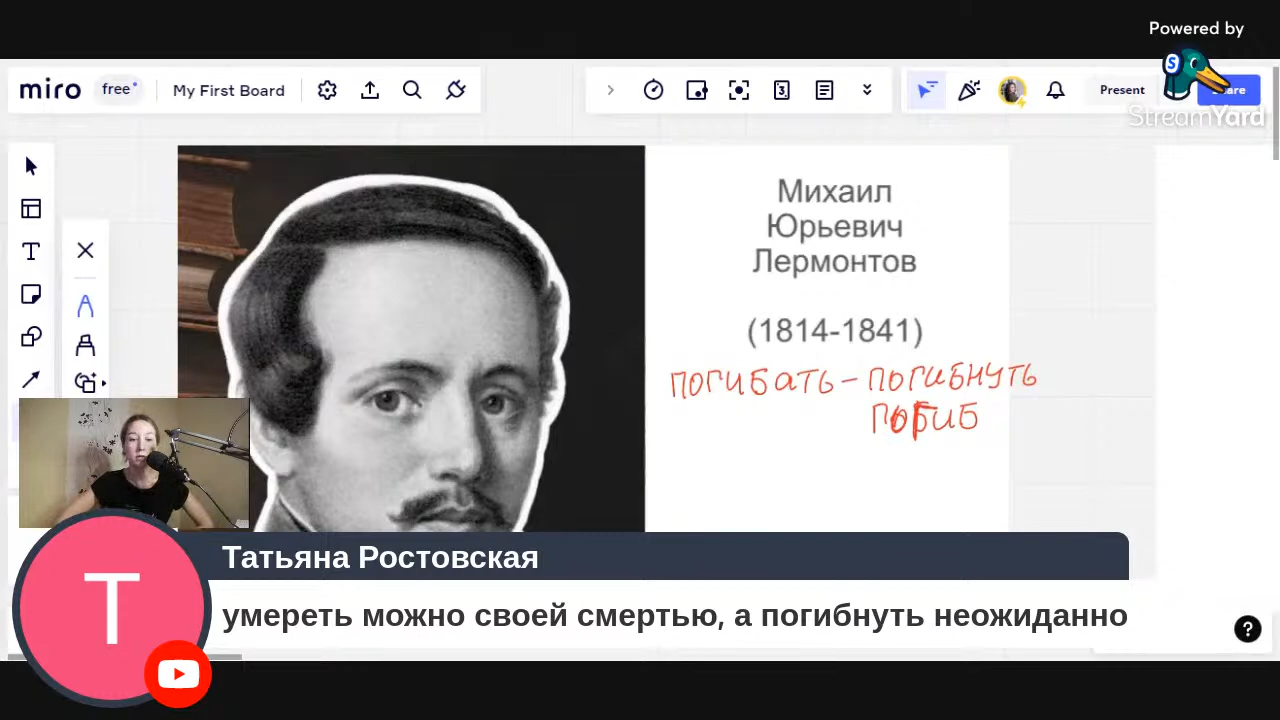 Powered by
StreamYard
miro free My First Board
3
Present
Михаил
Юрьевич
Лермонтов
(1814-1841)
ПОГИБАТЬ - ПОГИБНУТЬ
ПОГИБ
Татьяна Ростовская
умереть можно своей смертью, а погибнуть неожиданно
T
?